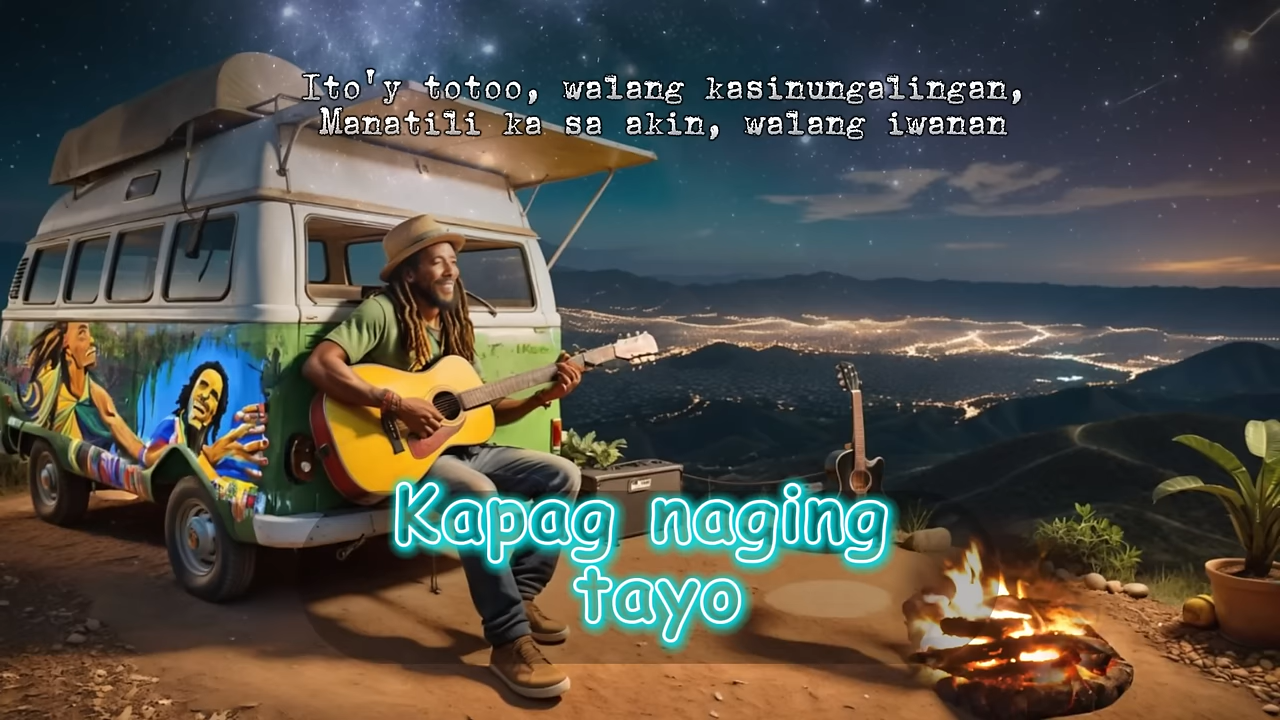 Ito'y totoo, walang kasinungalingan,
Manatili ka sa akin, walang iwanan
Kapag naging
tayo